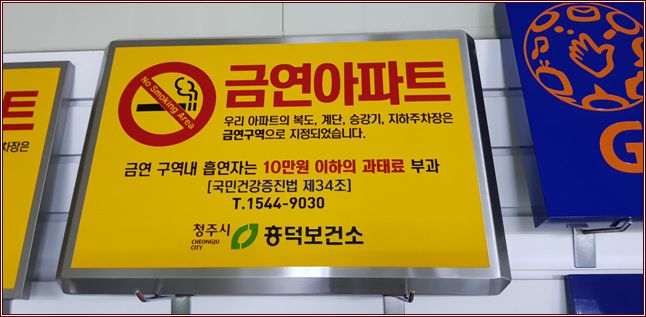 No Smoking Area
금연아파트
우리 아파트의 복도, 계단, 승강기, 지하주차장은
금연구역으로 지정되었습니다.
금연 구역내 흡연자는 10만원 이하의 과태료 부과
[국민건강증진법 제34조]
T.1544-9030
청주시
CHEONGJU
CITY
흥덕보건소
트
차장은
G